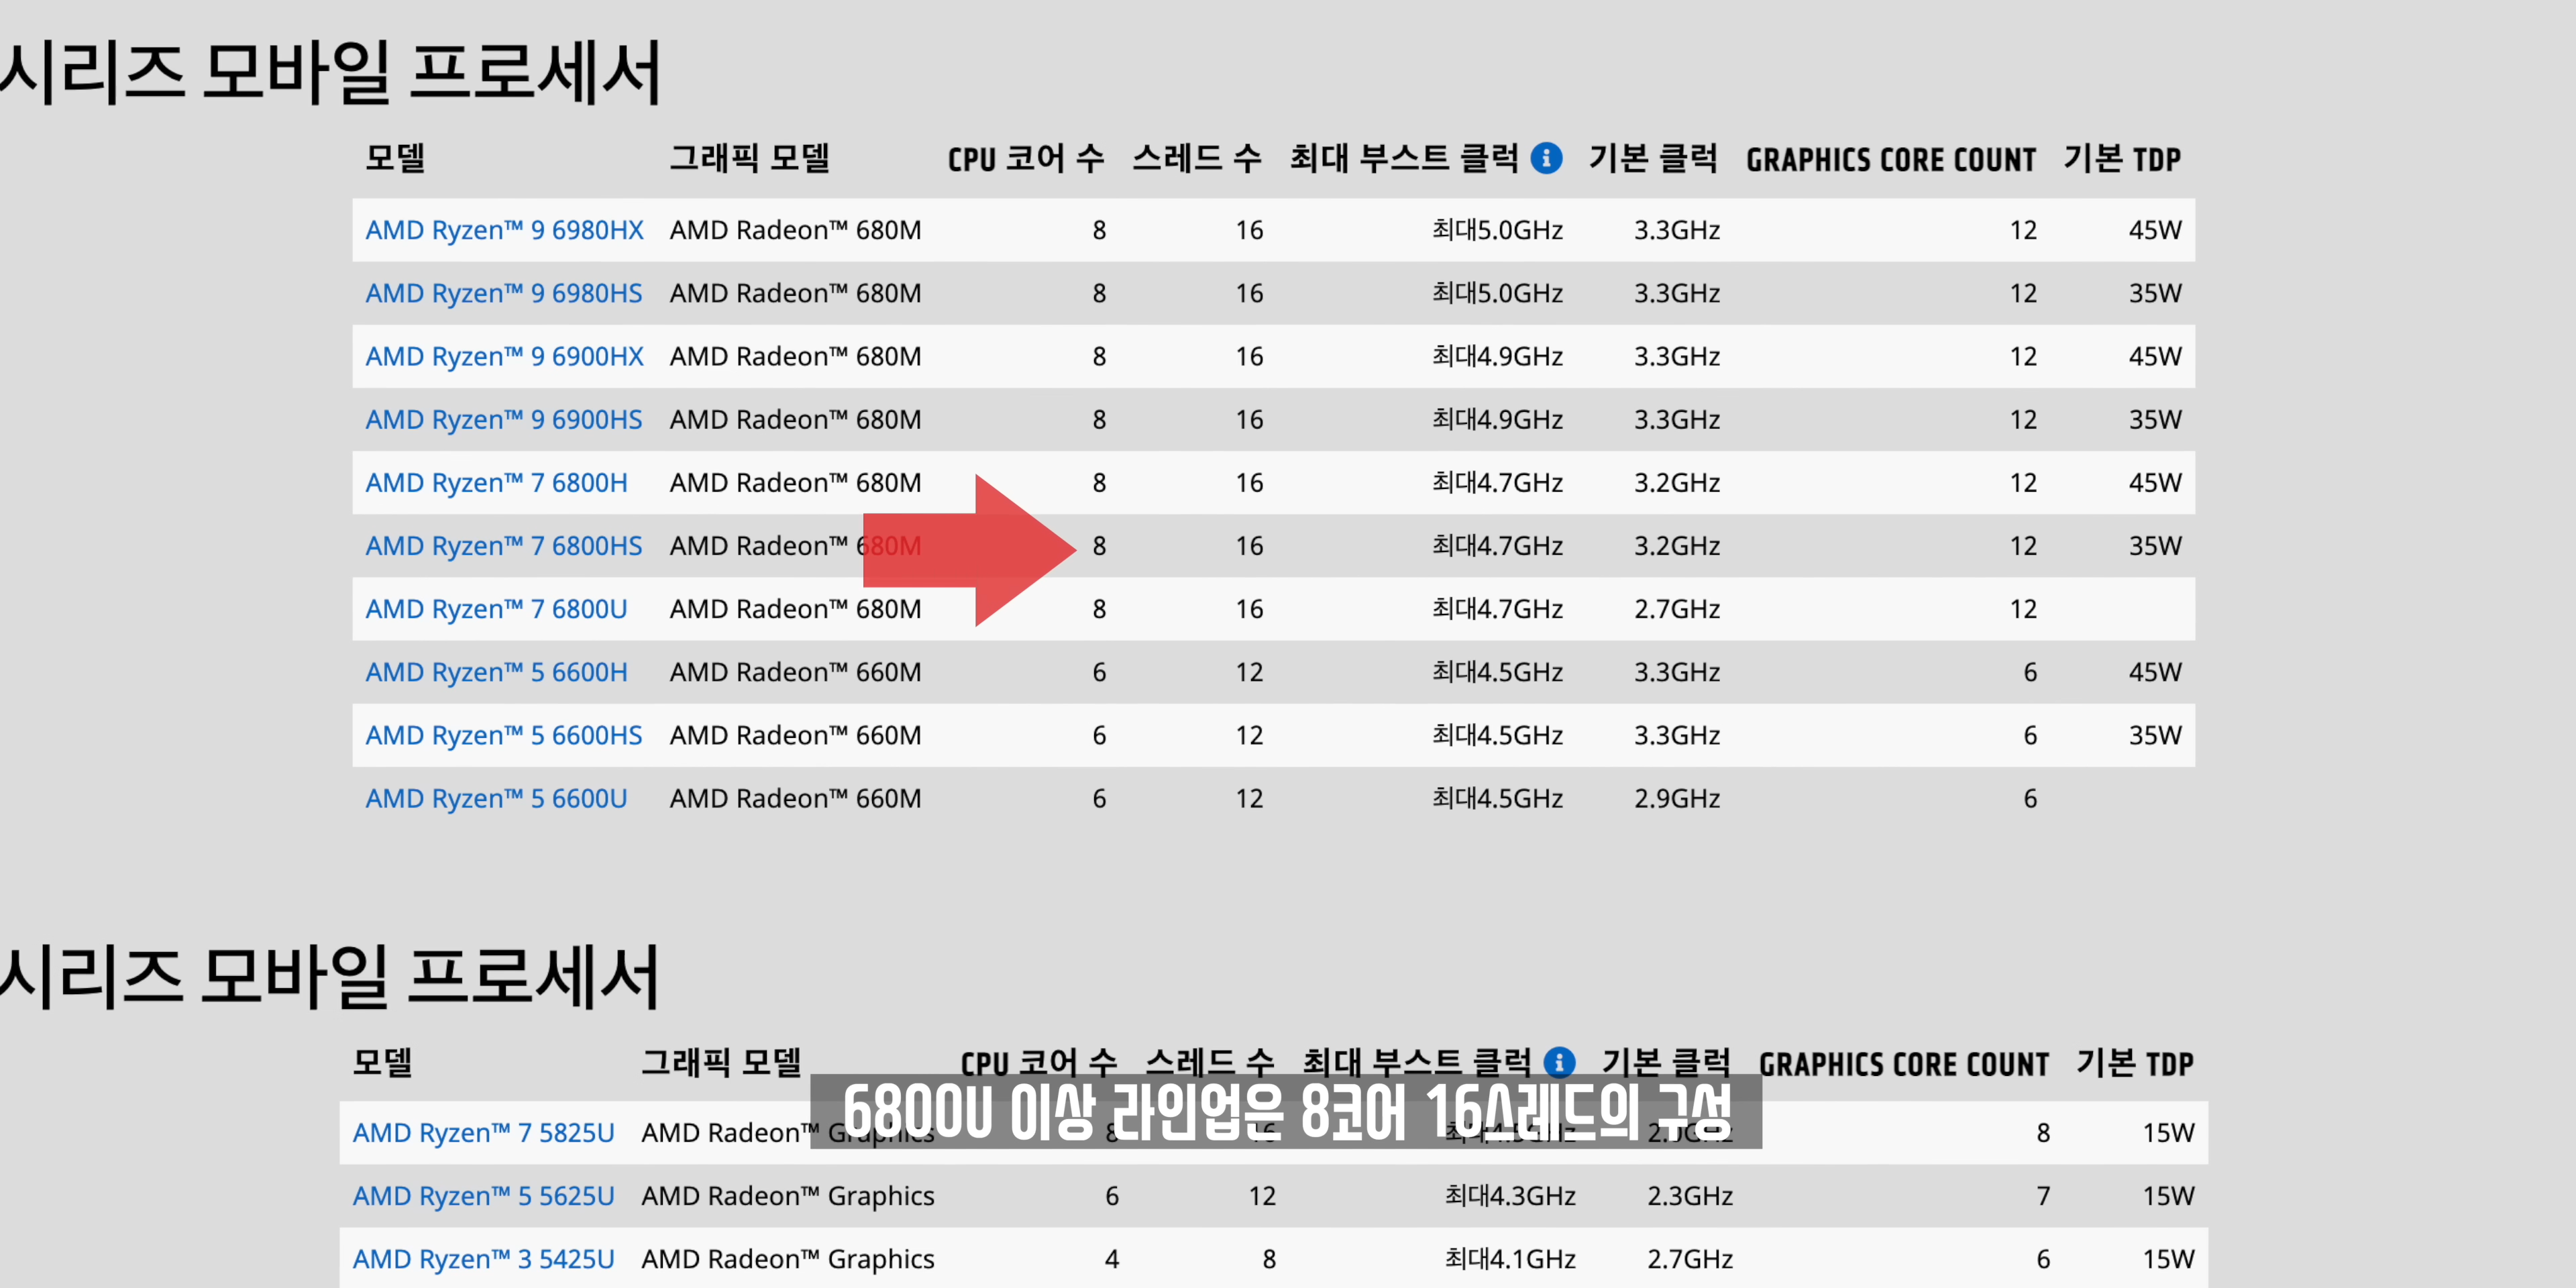 시리즈 모바일 프로세서
모델 그래픽 모델 CPU 코어 수 스레드 수 최대 부스트 클럭 기본 클럭 GRAPHICS CORE COUNT 기본 TDP
AMD Ryzen™ 9 6980HX AMD Radeon™ 680M 8 16 최대5.0GHz 3.3GHz 12 45W
AMD Ryzen™ 9 6980HS AMD Radeon™ 680M 8 16 최대5.0GHz 3.3GHz 12 35W
AMD Ryzen™ 9 6900HX AMD Radeon™ 680M 8 16 최대4.9GHz 3.3GHz 12 45W
AMD Ryzen™ 9 6900HS AMD Radeon™ 680M 8 16 최대4.9GHz 3.3GHz 12 35W
AMD Ryzen™ 7 6800H AMD Radeon™ 680M 8 16 최대4.7GHz 3.2GHz 12 45W
AMD Ryzen™ 7 6800HS AMD Radeon™ 680M 8 16 최대4.7GHz 3.2GHz 12 35W
AMD Ryzen™ 7 6800U AMD Radeon™ 680M 8 16 최대4.7GHz 2.7GHz 12
AMD Ryzen™ 5 6600H AMD Radeon™ 660M 6 12 최대4.5GHz 3.3GHz 6 45W
AMD Ryzen™ 5 6600HS AMD Radeon™ 660M 6 12 최대4.5GHz 3.3GHz 6 35W
AMD Ryzen™ 5 6600U AMD Radeon™ 660M 6 12 최대4.5GHz 2.9GHz 6
시리즈 모바일 프로세서
모델 그래픽 모델 CPU 코어 수 스레드 수 최대 부스트 클럭 기본 클럭 GRAPHICS CORE COUNT 기본 TDP
6800U 이상 라인업은 8코어 16스레드의 구성
AMD Ryzen™ 7 5825U AMD Radeon™ Graphics 8 16 8 15W
AMD Ryzen™ 5 5625U AMD Radeon™ Graphics 6 12 최대4.3GHz 2.3GHz 7 15W
AMD Ryzen™ 3 5425U AMD Radeon™ Graphics 4 8 최대4.1GHz 2.7GHz 6 15W